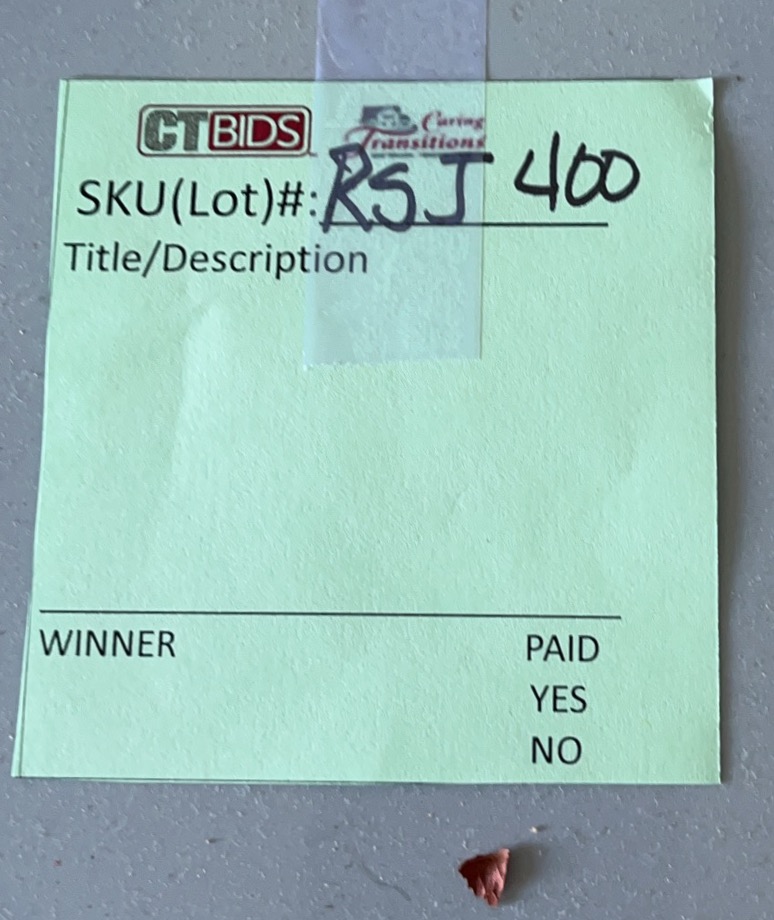 CTBIDS Caring Transitions
SKU(Lot)#: RSJ 400
Title/Description
WINNER PAID
YES
NO